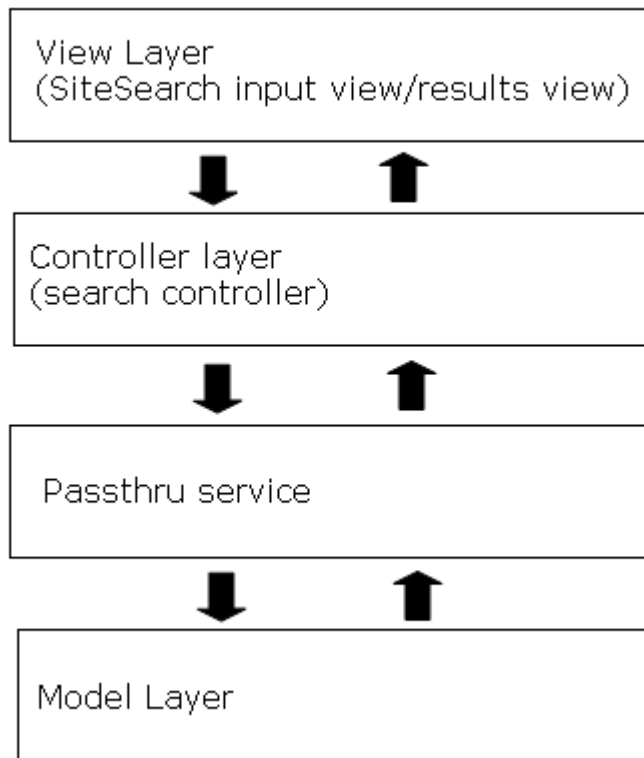 View Layer
(SiteSearch input view/results view)
Controller layer
(search controller)
Passthru service
Model Layer